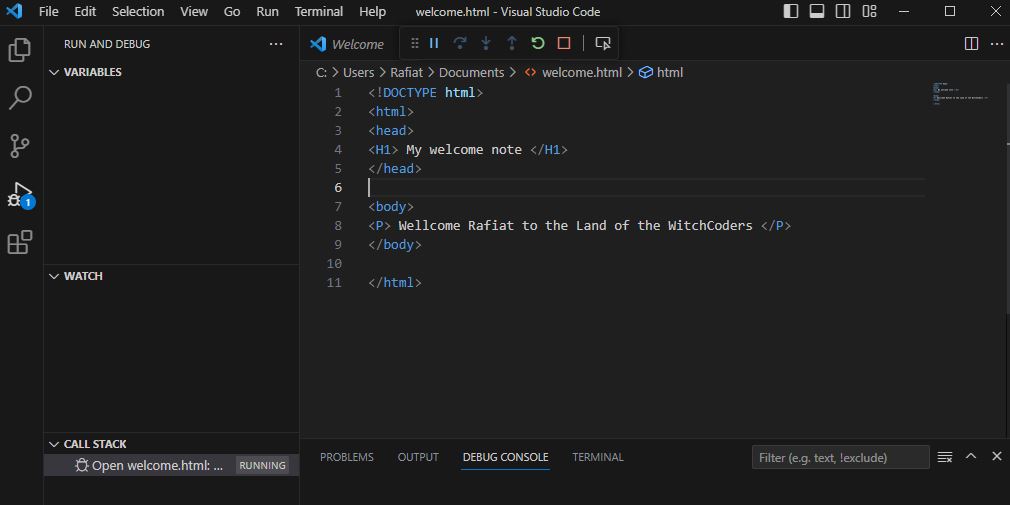 File Edit Selection View Go Run Terminal Help welcome.html - Visual Studio Code
RUN AND DEBUG ...
Welcome
C: > Users > Rafiat > Documents > <> welcome.html > html
VARIABLES
1 <!DOCTYPE html>
2 <html>
3 <head>
4 <H1> My welcome note </H1>
5 </head>
6
7 <body>
8 <P> Wellcome Rafiat to the Land of the WitchCoders </P>
9 </body>
10
11 </html>
1
WATCH
CALL STACK
Open welcome.html: ... RUNNING
PROBLEMS OUTPUT DEBUG CONSOLE TERMINAL Filter (e.g. text, !exclude)